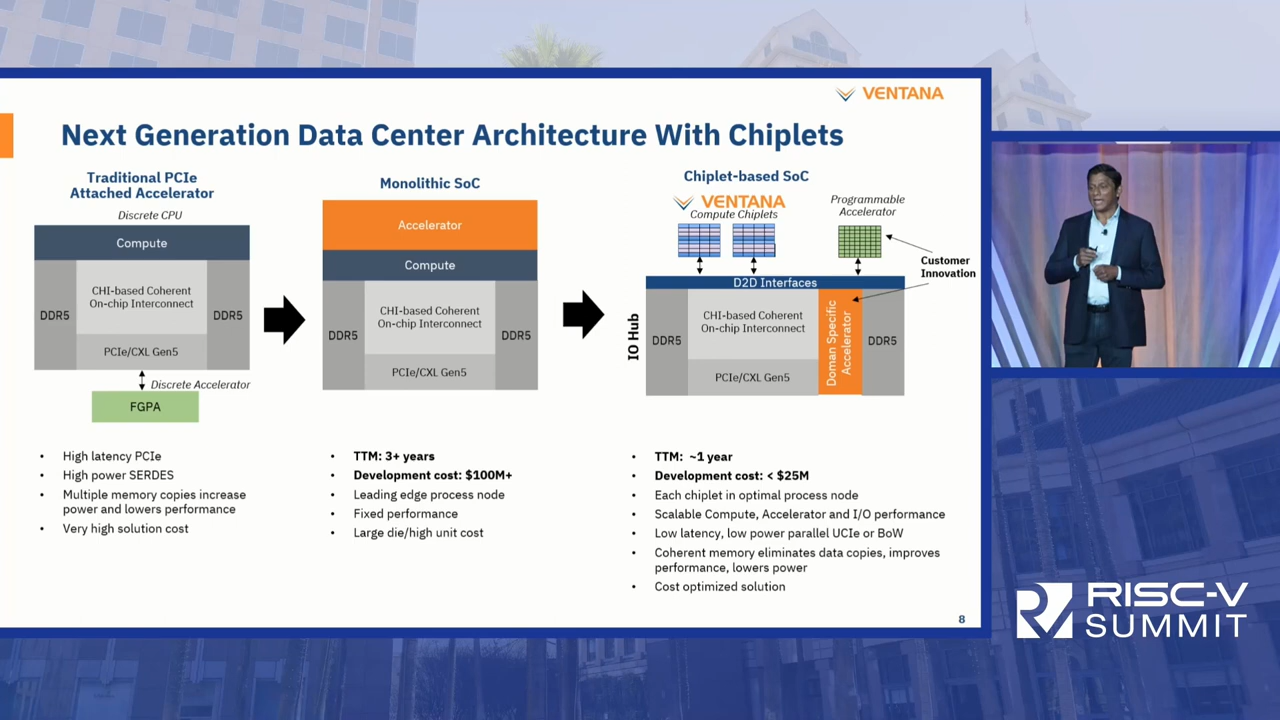 VENTANA
Next Generation Data Center Architecture With Chiplets
Traditional PCIe
Attached Accelerator
Discrete CPU
Compute
CHI-based Coherent
On-chip Interconnect
DDR5
DDR5
PCIe/CXL Gen5
Discrete Accelerator
FGPA
• High latency PCIe
• High power SERDES
• Multiple memory copies increase
power and lowers performance
• Very high solution cost
Monolithic SoC
Accelerator
Compute
CHI-based Coherent
On-chip Interconnect
DDR5
DDR5
PCIe/CXL Gen5
• TTM: 3+ years
• Development cost: $100M+
• Leading edge process node
• Fixed performance
• Large die/high unit cost
Chiplet-based SoC
VENTANA
Compute Chiplets
Programmable
Accelerator
Customer
Innovation
D2D Interfaces
IO Hub
DDR5
CHI-based Coherent
On-chip Interconnect
PCIe/CXL Gen5
Doman Specific
Accelerator
DDR5
• TTM: ~1 year
• Development cost: < $25M
• Each chiplet in optimal process node
• Scalable Compute, Accelerator and I/O performance
• Low latency, low power parallel UCIe or BoW
• Coherent memory eliminates data copies, improves
performance, lowers power
• Cost optimized solution
8
RISC-V
SUMMIT